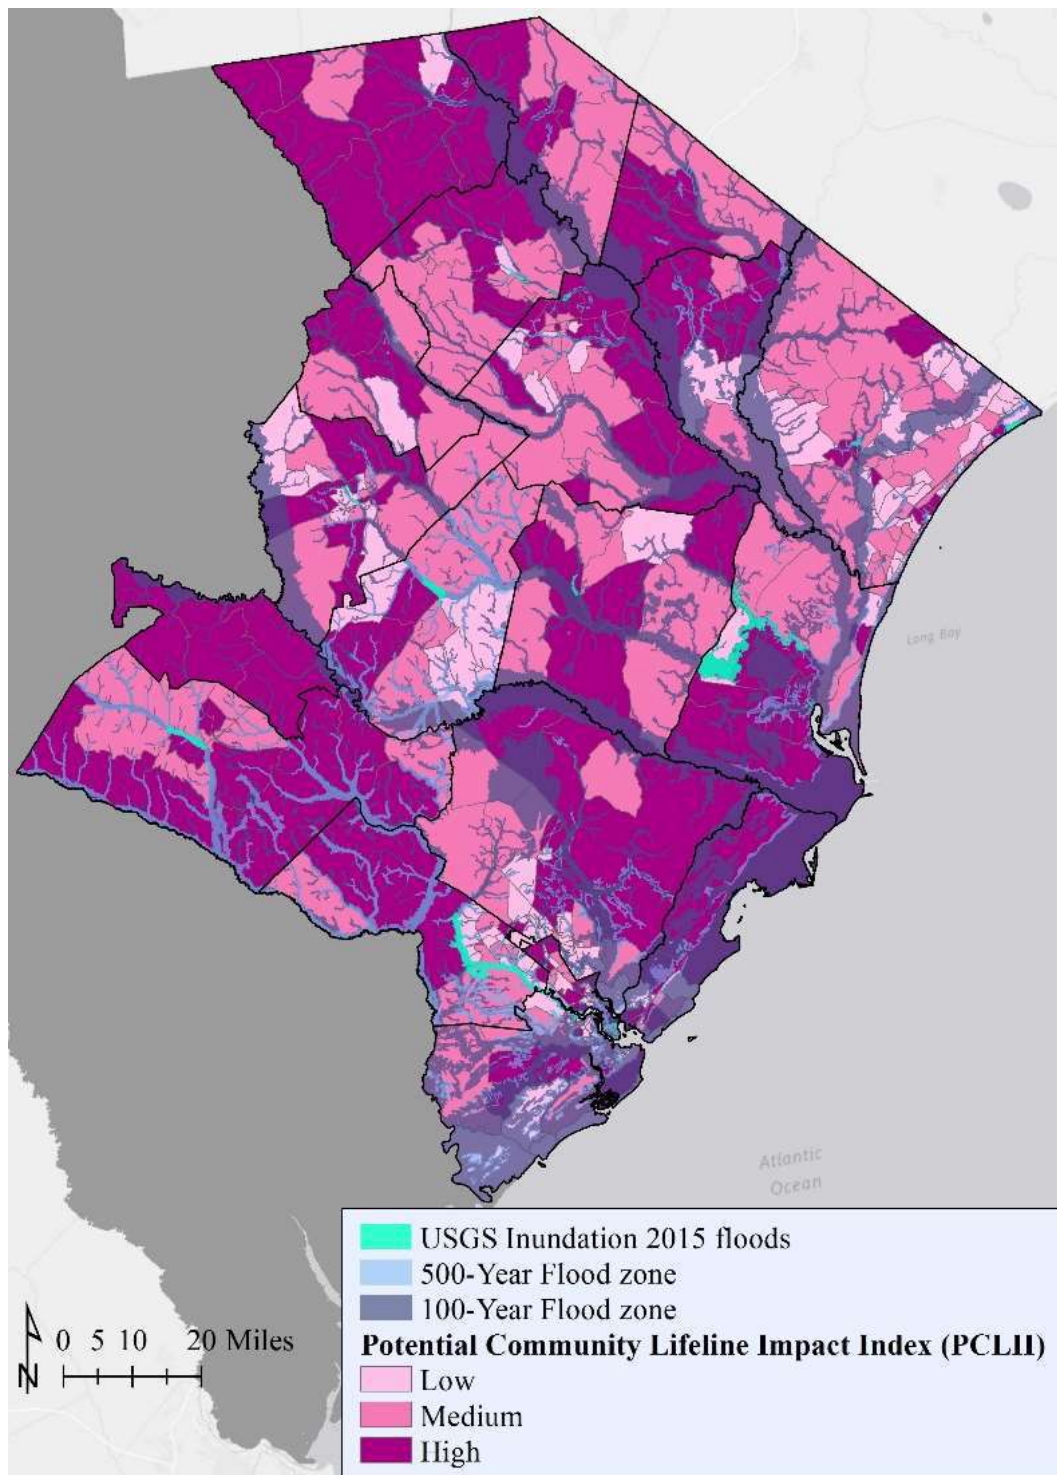 Long Bay
Atlantic
Ocean
USGS Inundation 2015 floods
500-Year Flood zone
100-Year Flood zone
Potential Community Lifeline Impact Index (PCLII)
Low
Medium
High
0 5 10 20 Miles
N